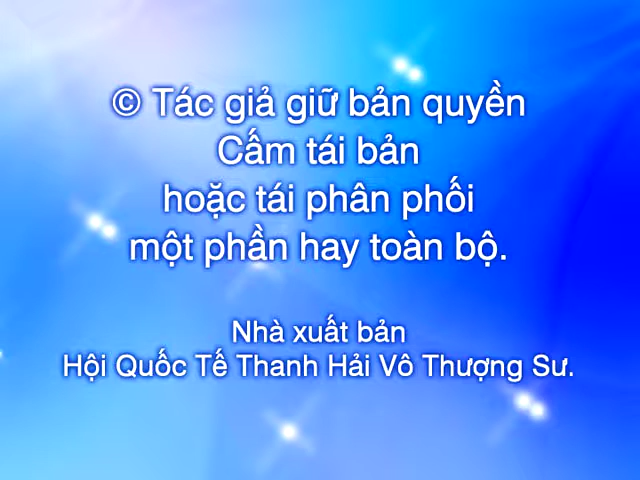 © Tác giả giữ bản quyền
Cấm tái bản
hoặc tái phân phối
một phần hay toàn bộ.
Nhà xuất bản
Hội Quốc Tế Thanh Hải Vô Thượng Sư.